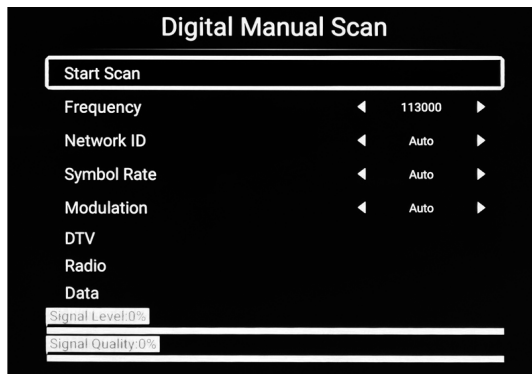 Digital Manual Scan
Start Scan
Frequency 113000
Network ID Auto
Symbol Rate Auto
Modulation Auto
DTV
Radio
Data
Signal Level:0%
Signal Quality:0%